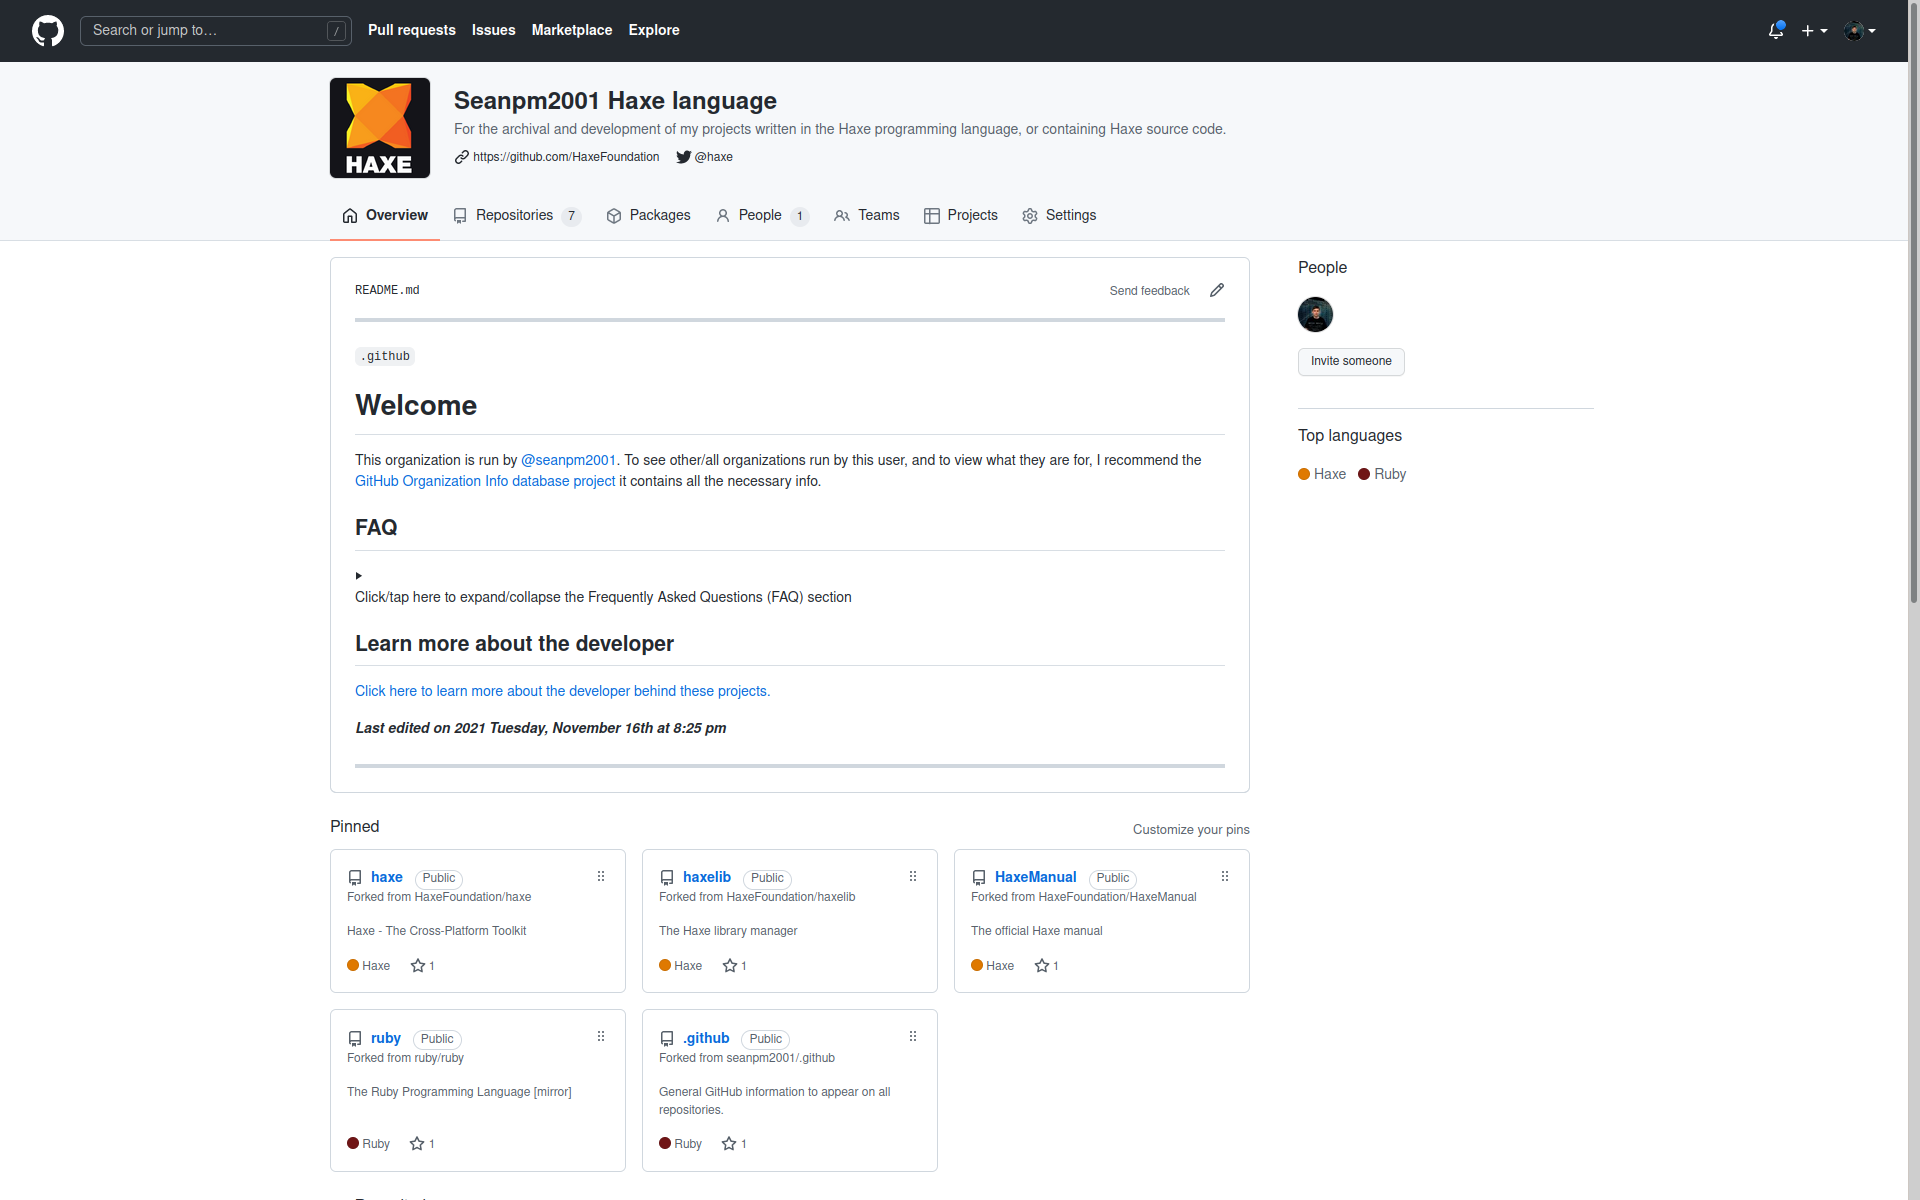 Search or jump to… /
Pull requests
Issues
Marketplace
Explore
HAXE
Seanpm2001 Haxe language
For the archival and development of my projects written in the Haxe programming language, or containing Haxe source code.
https://github.com/HaxeFoundation @haxe
Overview
Repositories 7
Packages
People 1
Teams
Projects
Settings
README.md
Send feedback
.github
Welcome
This organization is run by @seanpm2001. To see other/all organizations run by this user, and to view what they are for, I recommend the
GitHub Organization Info database project it contains all the necessary info.
FAQ
Click/tap here to expand/collapse the Frequently Asked Questions (FAQ) section
Learn more about the developer
Click here to learn more about the developer behind these projects.
Last edited on 2021 Tuesday, November 16th at 8:25 pm
People
Invite someone
Top languages
Haxe Ruby
Pinned
Customize your pins
haxe Public
Forked from HaxeFoundation/haxe
Haxe - The Cross-Platform Toolkit
Haxe 1
haxelib Public
Forked from HaxeFoundation/haxelib
The Haxe library manager
Haxe 1
HaxeManual Public
Forked from HaxeFoundation/HaxeManual
The official Haxe manual
Haxe 1
ruby Public
Forked from ruby/ruby
The Ruby Programming Language [mirror]
Ruby 1
.github Public
Forked from seanpm2001/.github
General GitHub information to appear on all
repositories.
Ruby 1